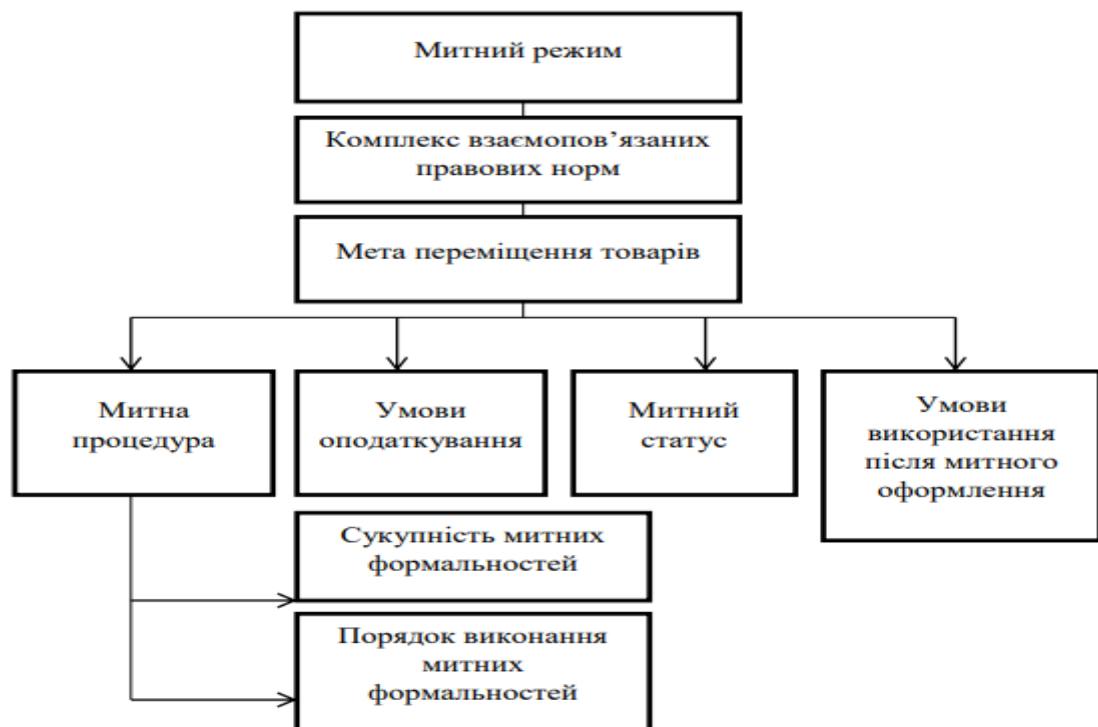 Митний режим
Комплекс взаємопов’язаних
правових норм
Мета переміщення товарів
Митна
процедура
Умови
оподаткування
Митний
статус
Умови
використання
після митного
оформлення
Сукупність митних
формальностей
Порядок виконання
митних
формальностей